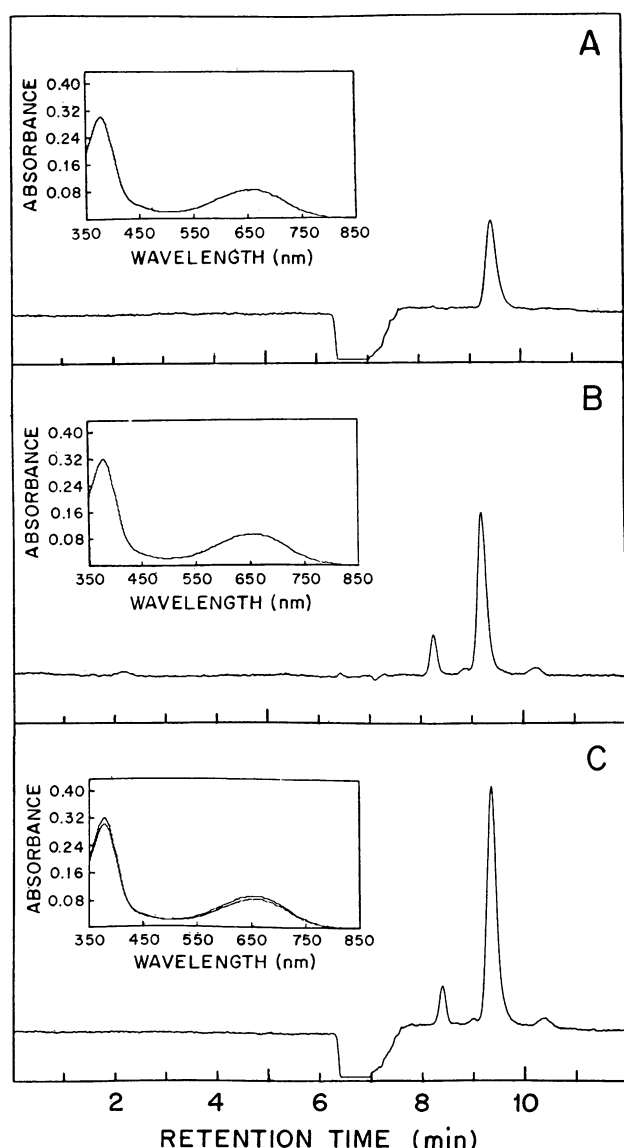 A
ABSORBANCE
0.40
0.32
0.24
0.16
0.08
350 450 550 650 750 850
WAVELENGTH (nm)
B
ABSORBANCE
0.40
0.32
0.24
0.16
0.08
350 450 550 650 750 850
WAVELENGTH (nm)
C
ABSORBANCE
0.40
0.32
0.24
0.16
0.08
350 450 550 650 750 850
WAVELENGTH (nm)
2 4 6 8 10
RETENTION TIME (min)